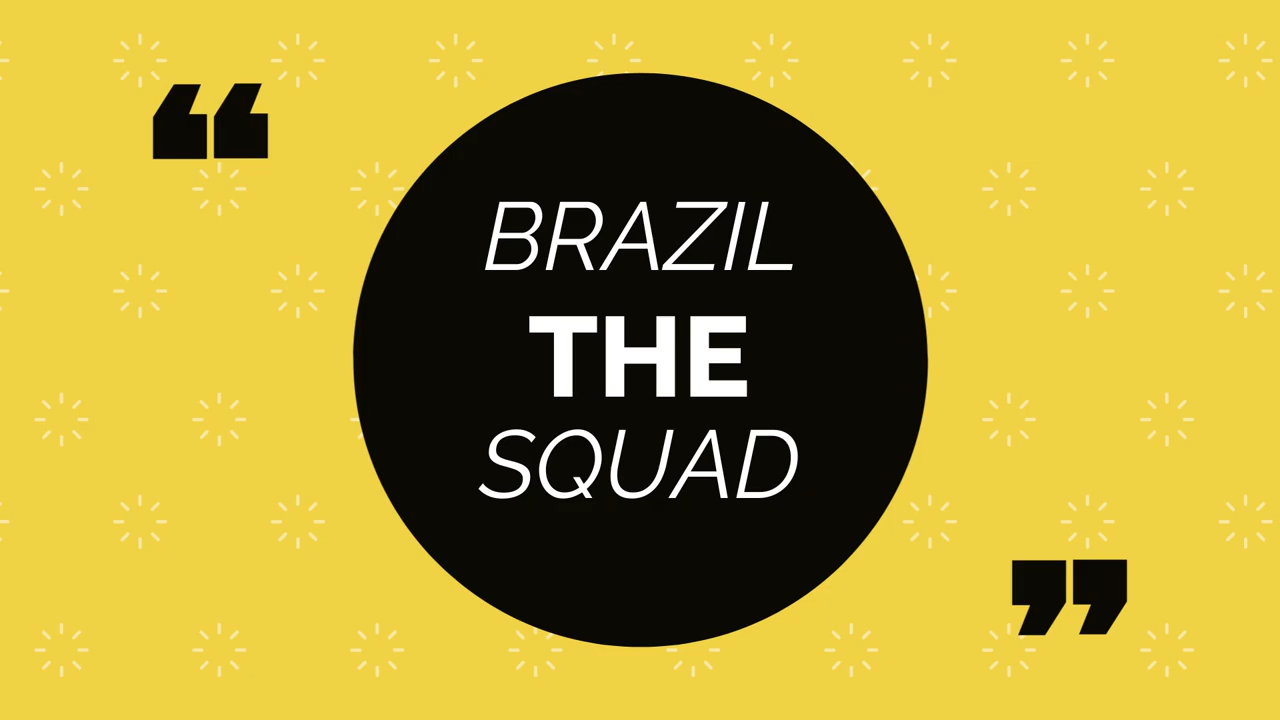 “
BRAZIL
THE
SQUAD
”